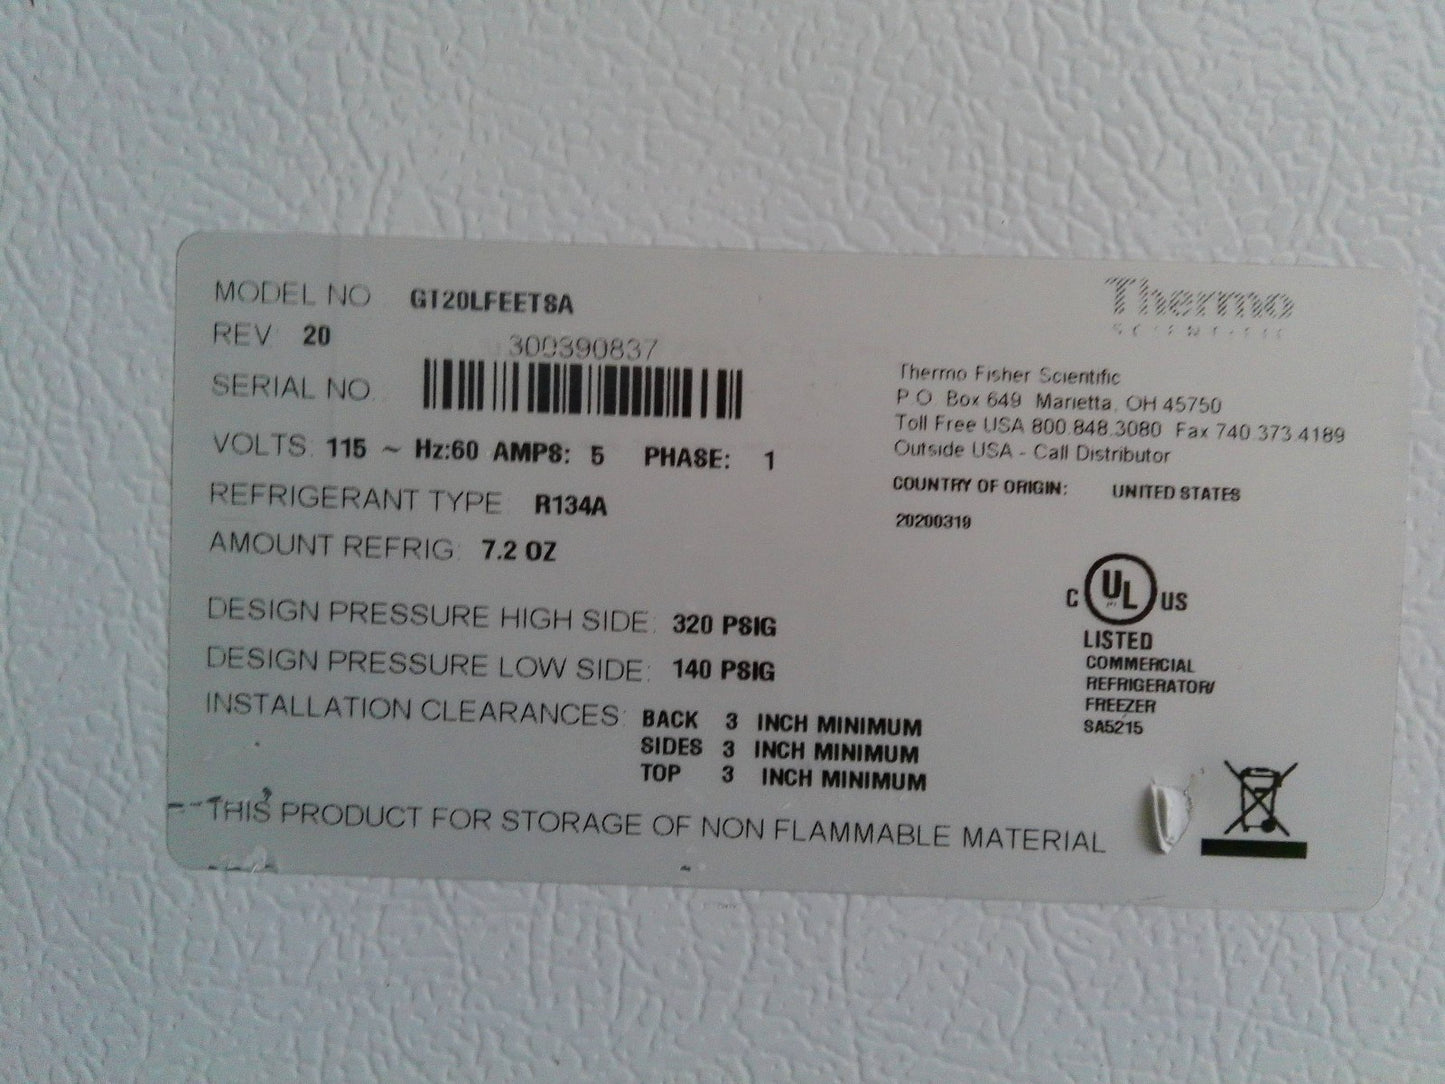 MODEL NO GT20LFEETSA
REV 20
300390837
SERIAL NO
VOLTS: 115 ~ Hz:60 AMPS: 5 PHASE: 1
REFRIGERANT TYPE R134A
AMOUNT REFRIG: 7.2 OZ
DESIGN PRESSURE HIGH SIDE: 320 PSIG
DESIGN PRESSURE LOW SIDE: 140 PSIG
INSTALLATION CLEARANCES: BACK 3 INCH MINIMUM
SIDES 3 INCH MINIMUM
TOP 3 INCH MINIMUM
THIS PRODUCT FOR STORAGE OF NON FLAMMABLE MATERIAL
Thermo
SCIENTIFIC
Thermo Fisher Scientific
P.O. Box 649 Marietta, OH 45750
Toll Free USA 800.848.3080 Fax 740.373.4189
Outside USA - Call Distributor
COUNTRY OF ORIGIN: UNITED STATES
20200319
C UL US
LISTED
COMMERCIAL
REFRIGERATOR/
FREEZER
SA5215